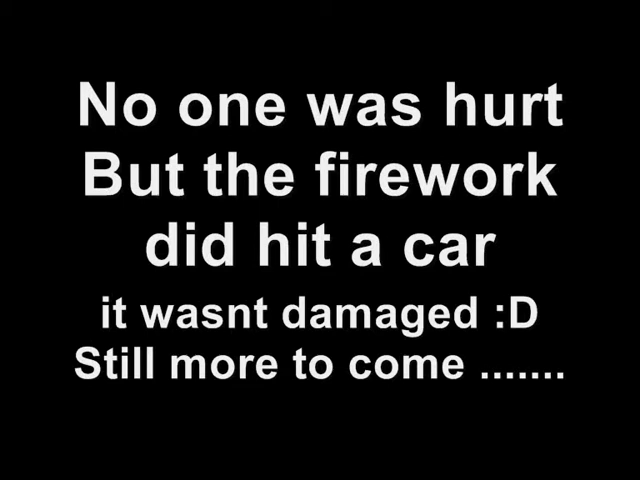 No one was hurt
But the firework
did hit a car
it wasnt damaged :D
Still more to come .......